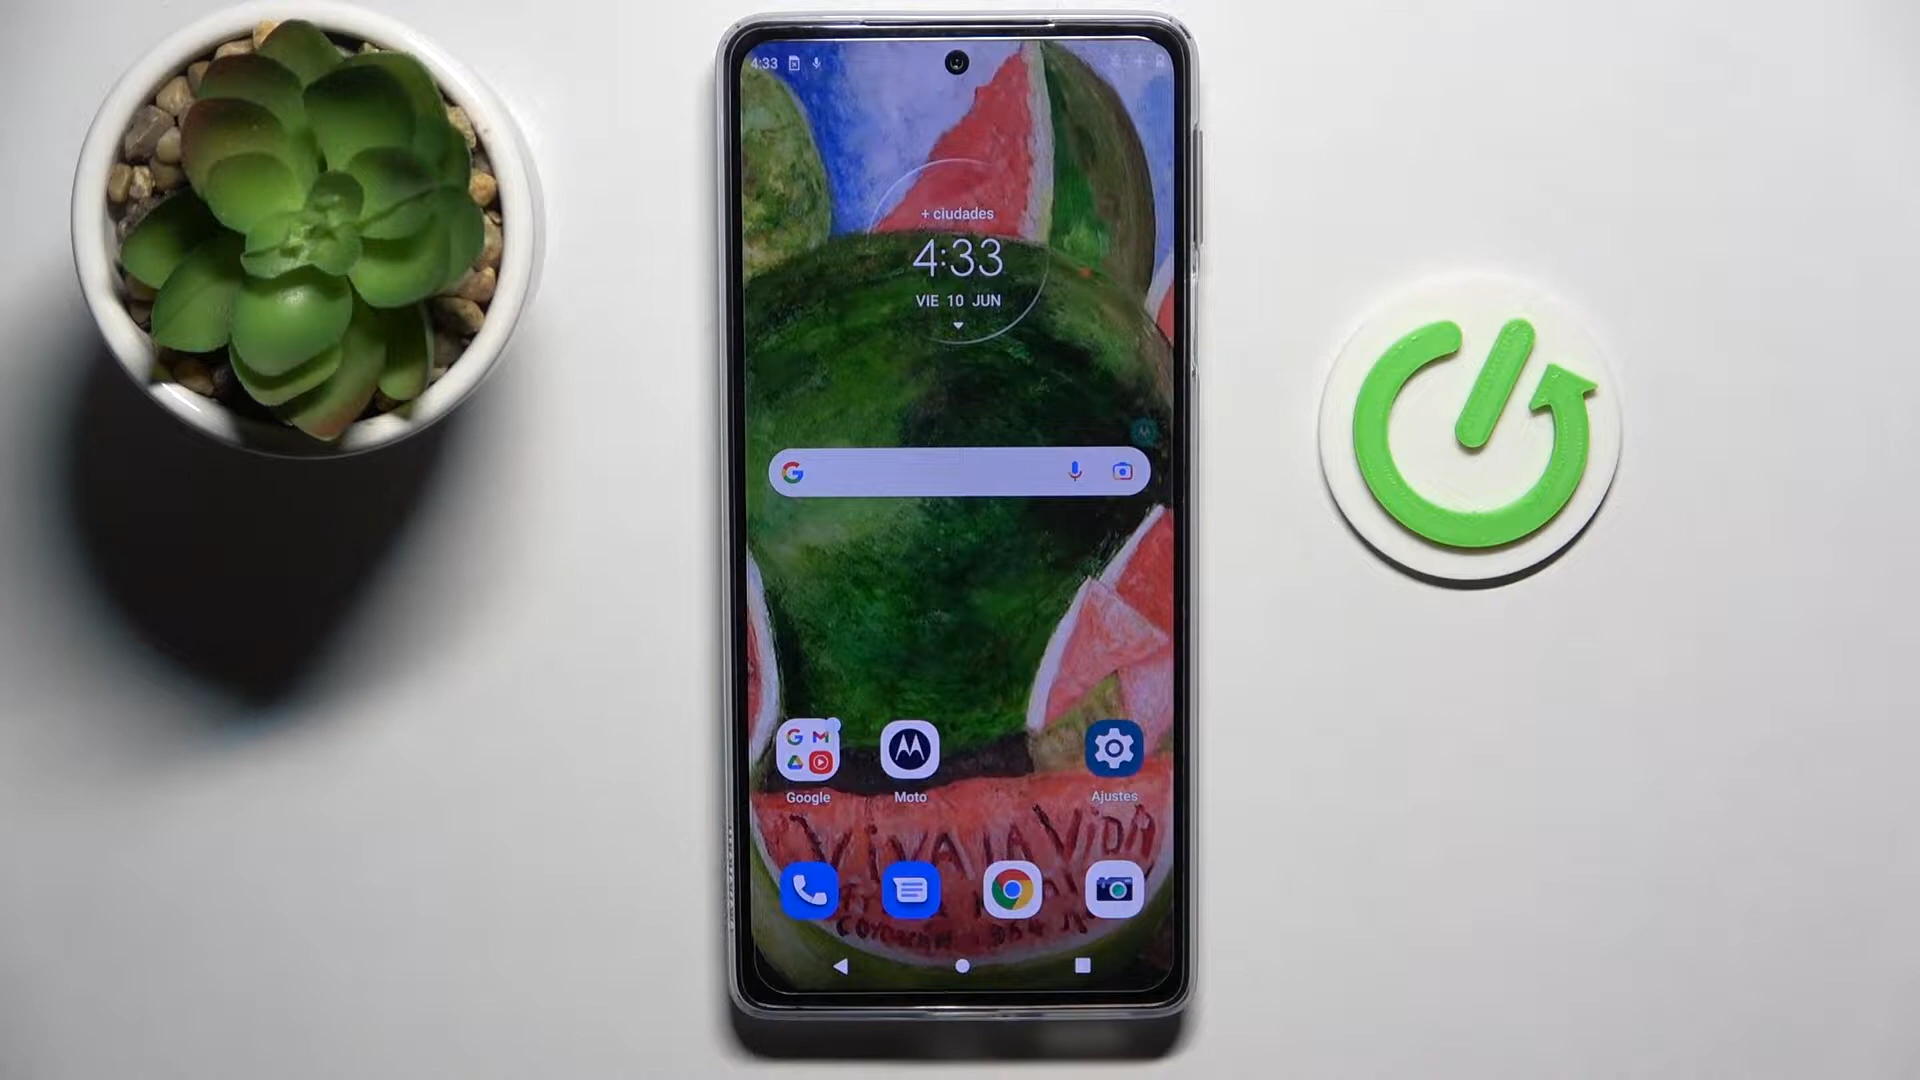 4:33
+ ciudades
4:33
VIE 10 JUN
Google
Moto
Ajustes
VIVA LA VIDA